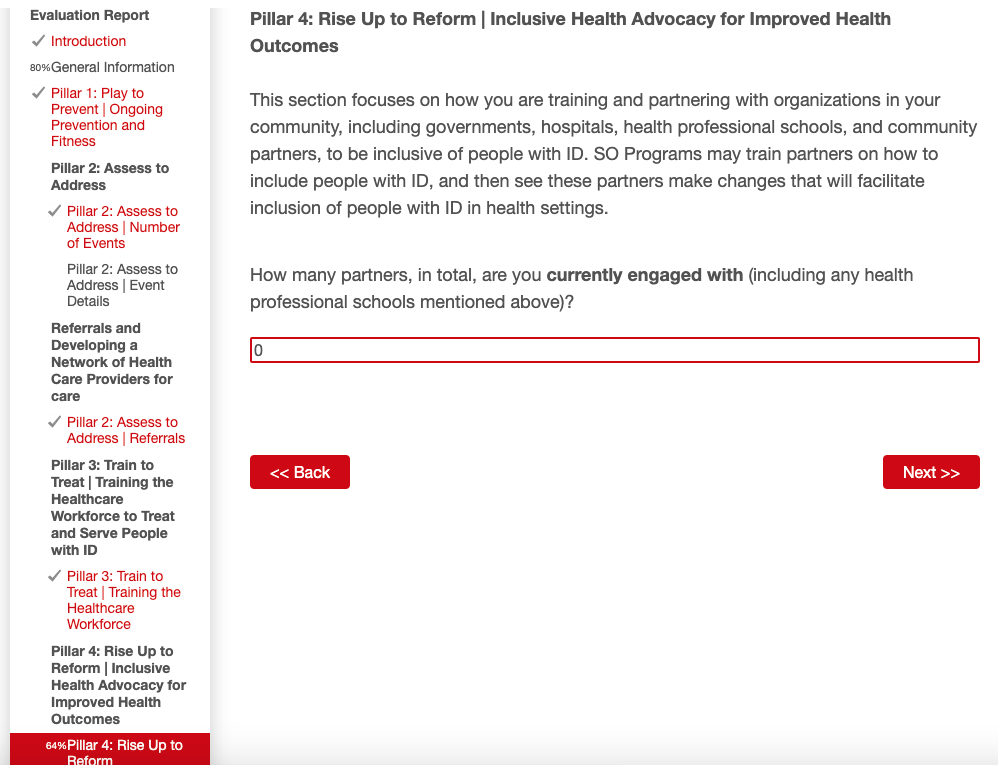 Evaluation Report
Introduction
80%General Information
Pillar 1: Play to
Prevent | Ongoing
Prevention and
Fitness
Pillar 2: Assess to
Address
Pillar 2: Assess to
Address | Number
of Events
Pillar 2: Assess to
Address | Event
Details
Referrals and
Developing a
Network of Health
Care Providers for
care
Pillar 2: Assess to
Address | Referrals
Pillar 3: Train to
Treat | Training the
Healthcare
Workforce to Treat
and Serve People
with ID
Pillar 3: Train to
Treat | Training the
Healthcare
Workforce
Pillar 4: Rise Up to
Reform | Inclusive
Health Advocacy for
Improved Health
Outcomes
64%Pillar 4: Rise Up to
Reform
Pillar 4: Rise Up to Reform | Inclusive Health Advocacy for Improved Health
Outcomes
This section focuses on how you are training and partnering with organizations in your
community, including governments, hospitals, health professional schools, and community
partners, to be inclusive of people with ID. SO Programs may train partners on how to
include people with ID, and then see these partners make changes that will facilitate
inclusion of people with ID in health settings.
How many partners, in total, are you currently engaged with (including any health
professional schools mentioned above)?
0
<< Back
Next >>